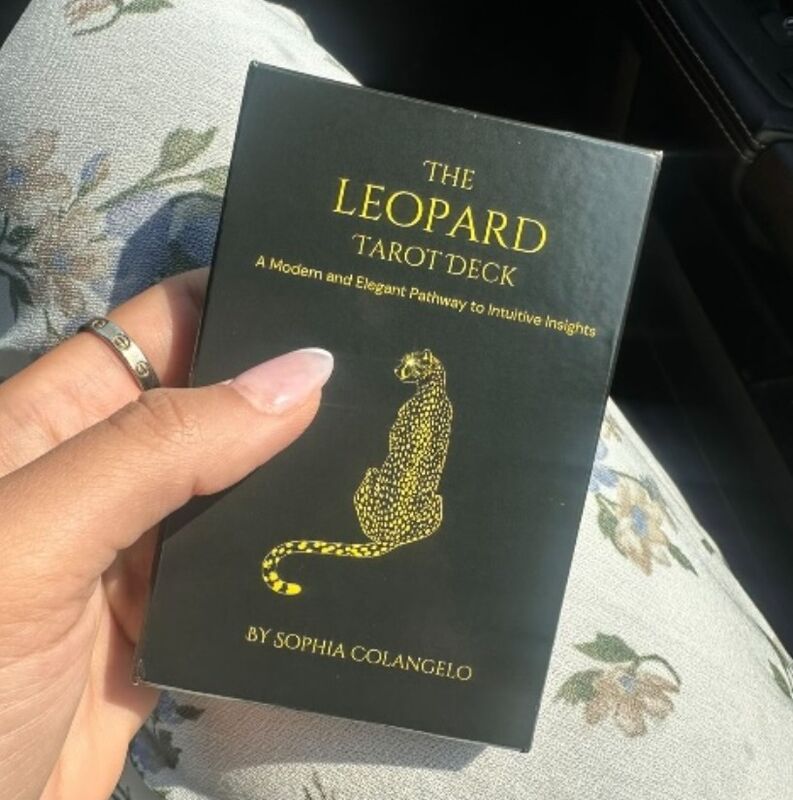 THE
LEOPARD
TAROT DECK
A Modern and Elegant Pathway to Intuitive Insights
BY SOPHIA COLANGELO